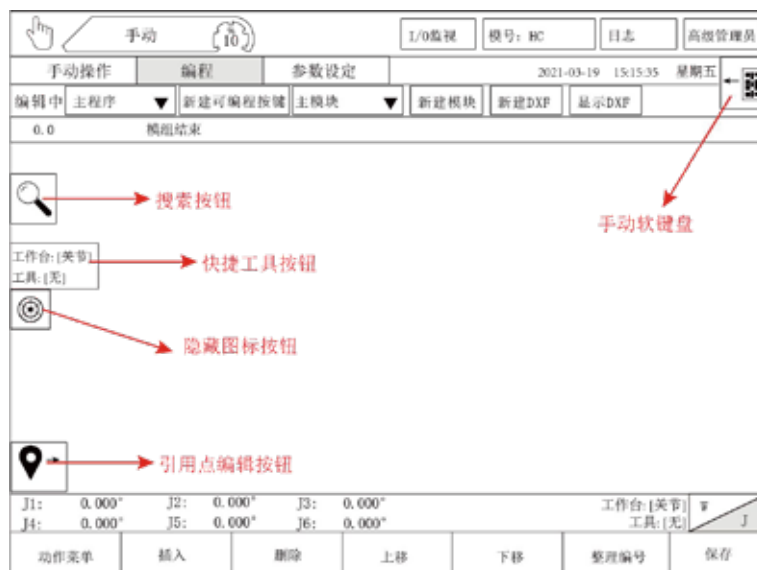 手动 10 I/O监视 模号: HC 日志 高级管理员
手动操作 编程 参数设定 2021-03-19 15:15:35 星期五
编辑中 主程序 新建可编程按键 主模块 新建模块 新建DXF 显示DXF
0.0 模组结束
搜素按钮
手动软键盘
工作台:[关节]
工具:[无]
快捷工具按钮
隐藏图标按钮
引用点编辑按钮
J1: 0.000° J2: 0.000° J3: 0.000° 工作台:[关节] W
J4: 0.000° J5: 0.000° J6: 0.000° 工具:[无] J
动作菜单 插入 删除 上移 下移 整理编号 保存